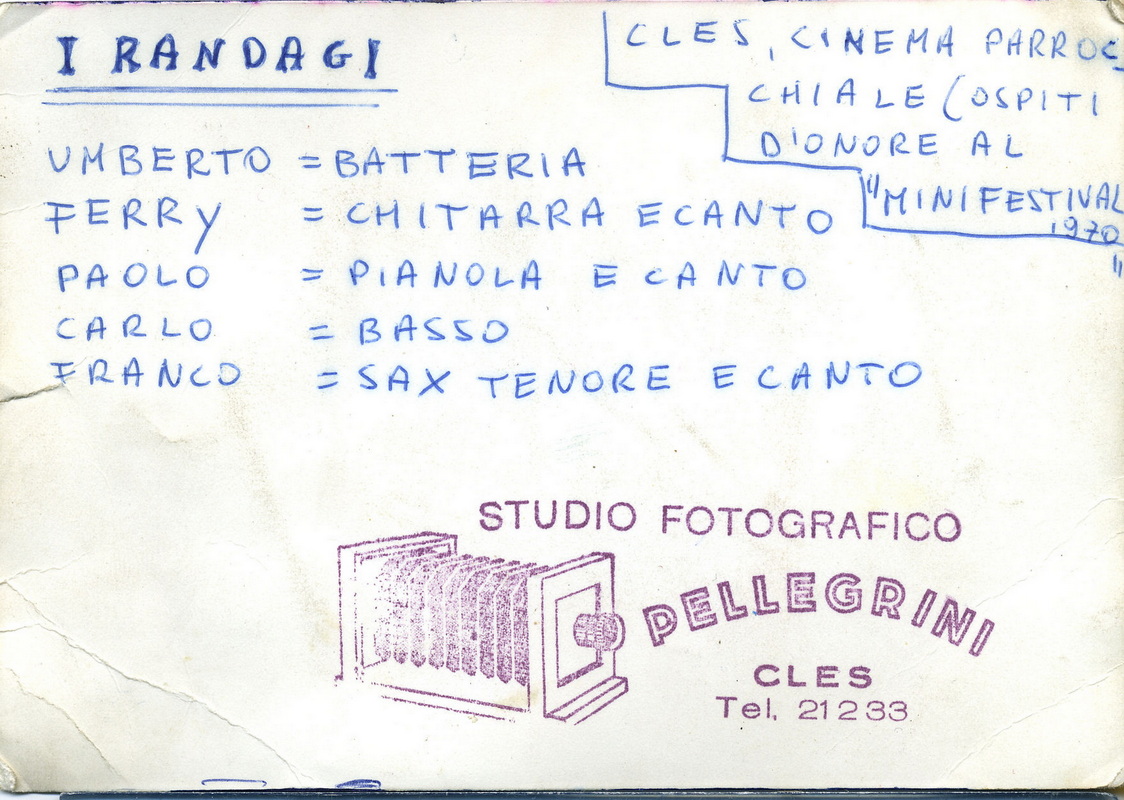 I RANDAGI
CLES, CINEMA PARROC_
CHIALE (OSPITI
D'ONORE AL
"MINIFESTIVAL
1970
"
UMBERTO = BATTERIA
FERRY = CHITARRA E CANTO
PAOLO = PIANOLA E CANTO
CARLO = BASSO
FRANCO = SAX TENORE E CANTO
STUDIO FOTOGRAFICO
PELLEGRINI
CLES
Tel. 21233